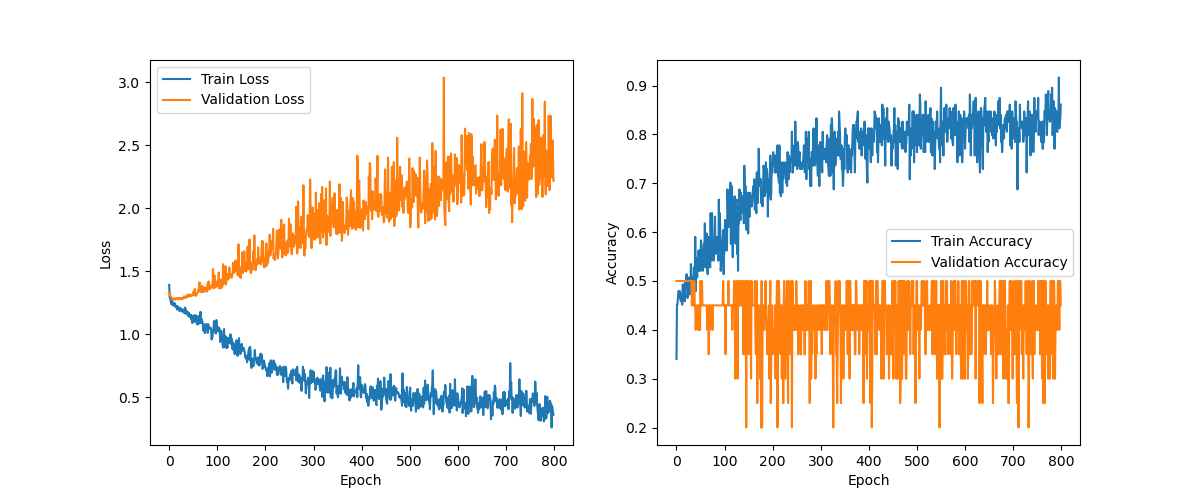 Train Loss
Validation Loss
3.0
2.5
2.0
1.5
1.0
0.5
Loss
0 100 200 300 400 500 600 700 800
Epoch
Train Accuracy
Validation Accuracy
0.9
0.8
0.7
0.6
0.5
0.4
0.3
0.2
Accuracy
0 100 200 300 400 500 600 700 800
Epoch